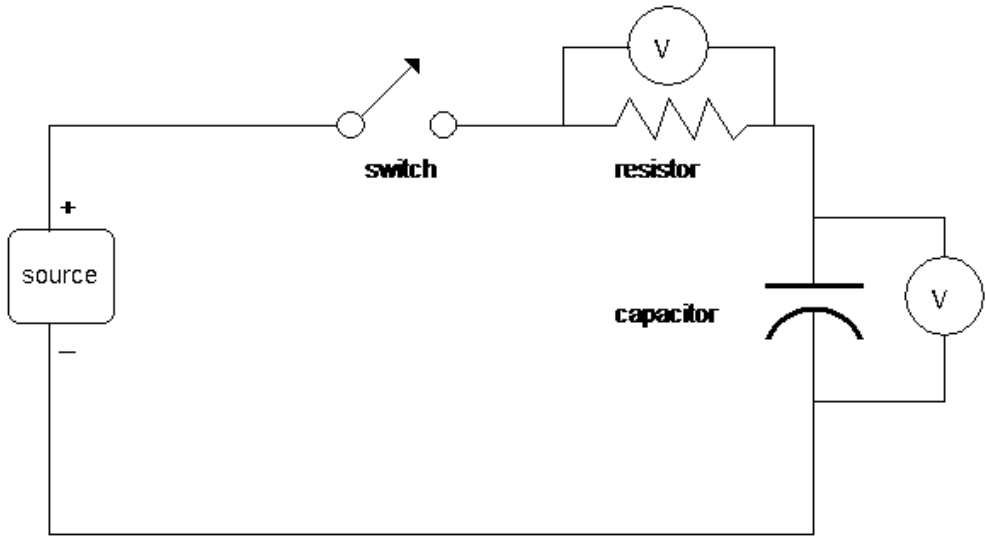 V
switch
resistor
+
source
V
capacitor
–